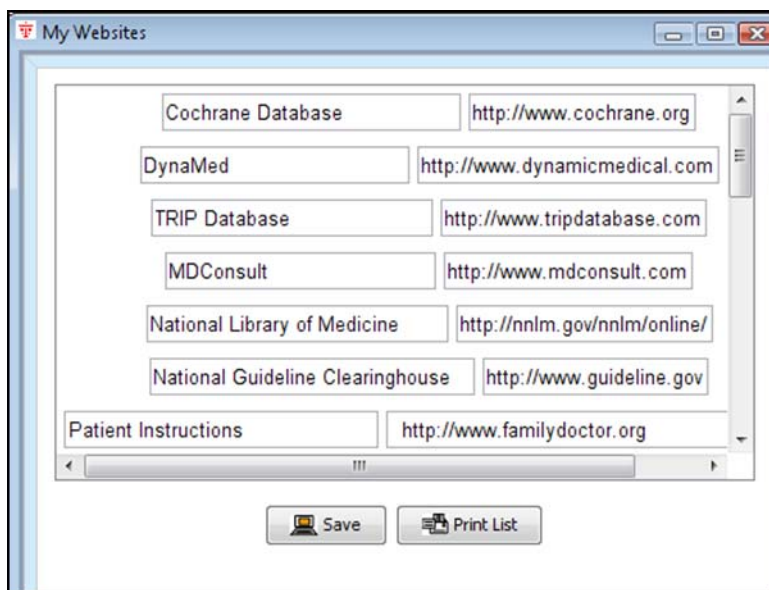 My Websites
Cochrane Database http://www.cochrane.org
DynaMed http://www.dynamicmedical.com
TRIP Database http://www.tripdatabase.com
MDConsult http://www.mdconsult.com
National Library of Medicine http://nnlm.gov/nnlm/online/
National Guideline Clearinghouse http://www.guideline.gov
Patient Instructions http://www.familydoctor.org
Save Print List